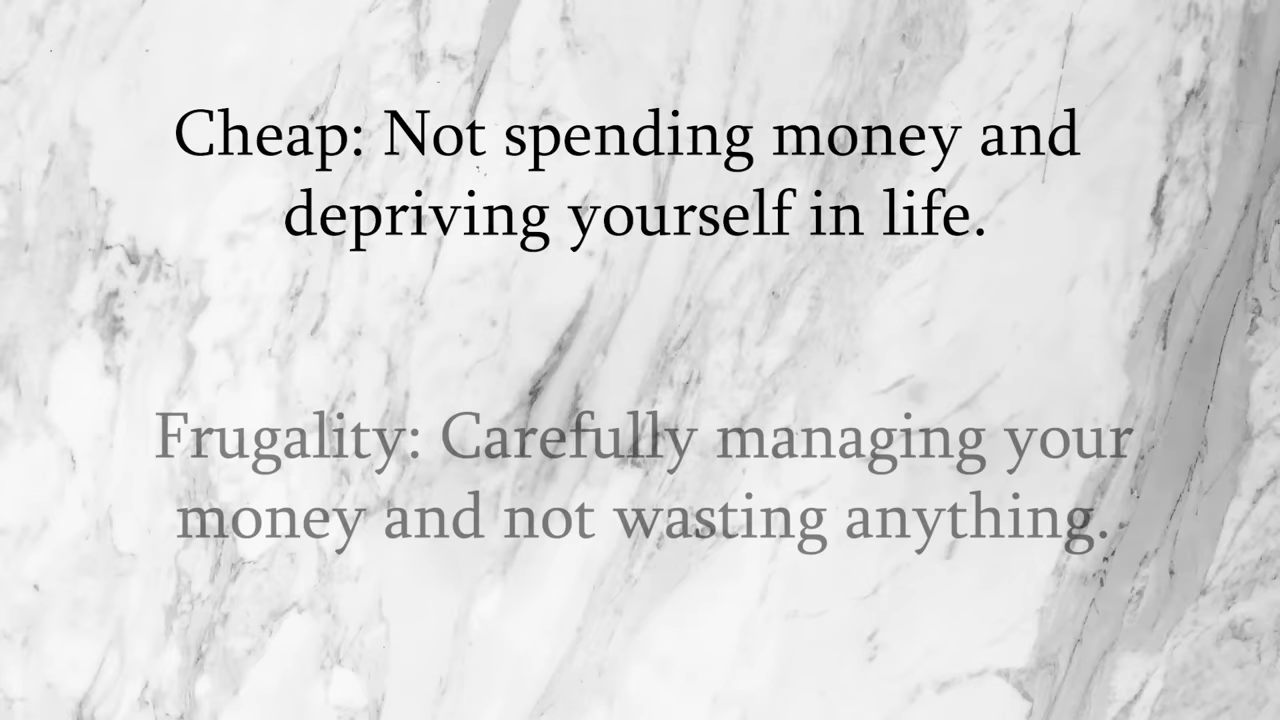 Cheap: Not spending money and
depriving yourself in life.
Frugality: Carefully managing your
money and not wasting anything.